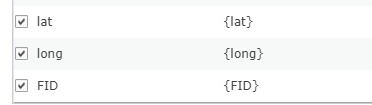 lat {lat}
long {long}
FID {FID}